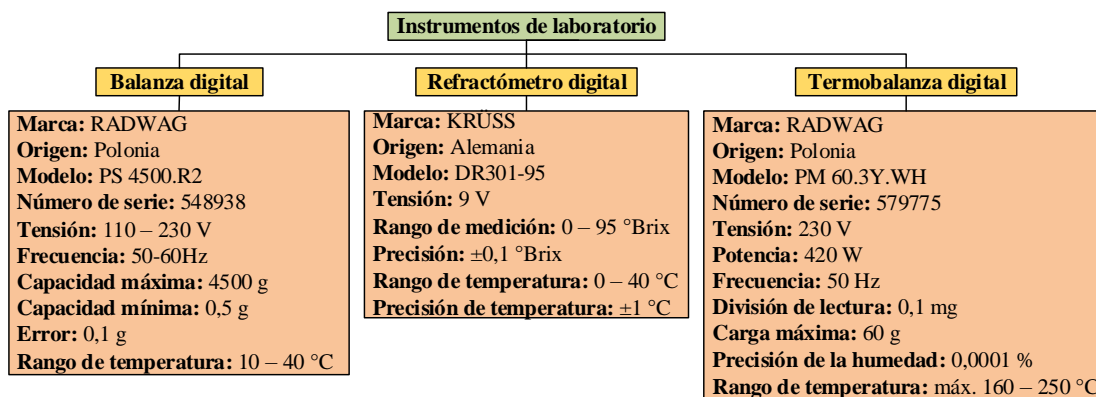 Instrumentos de laboratorio
Balanza digital
Marca: RADWAG
Origen: Polonia
Modelo: PS 4500.R2
Número de serie: 548938
Tensión: 110 – 230 V
Frecuencia: 50-60Hz
Capacidad máxima: 4500 g
Capacidad mínima: 0,5 g
Error: 0,1 g
Rango de temperatura: 10 – 40 °C
Refractómetro digital
Marca: KRÜSS
Origen: Alemania
Modelo: DR301-95
Tensión: 9 V
Rango de medición: 0 – 95 °Brix
Precisión: ±0,1 °Brix
Rango de temperatura: 0 – 40 °C
Precisión de temperatura: ±1 °C
Termobalanza digital
Marca: RADWAG
Origen: Polonia
Modelo: PM 60.3Y.WH
Número de serie: 579775
Tensión: 230 V
Potencia: 420 W
Frecuencia: 50 Hz
División de lectura: 0,1 mg
Carga máxima: 60 g
Precisión de la humedad: 0,0001 %
Rango de temperatura: máx. 160 – 250 °C